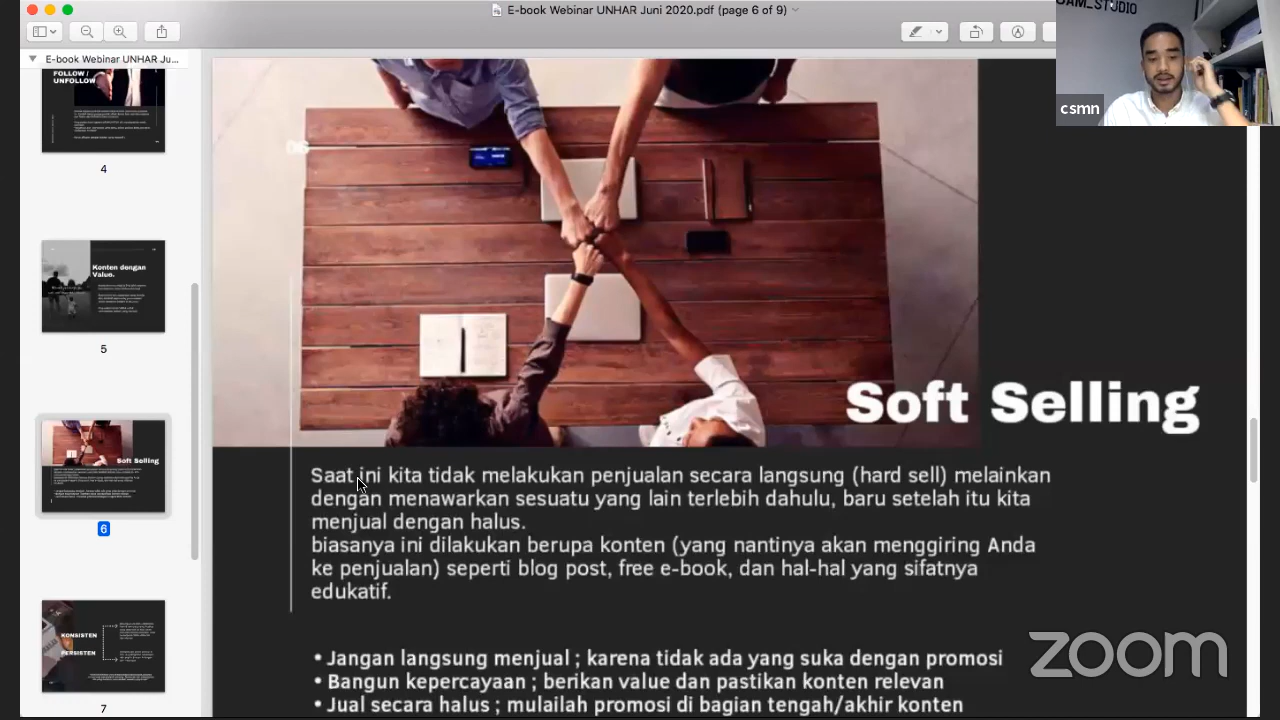 E-book Webinar UNHAR Juni 2020.pdf (page 6 of 9)
E-book Webinar UNHAR Ju...
FOLLOW /
UNFOLLOW
4
Konten dengan
Value.
5
Soft Selling
6
KONSISTEN
PERSISTEN
7
csmn
Soft Selling
Saat ini kita tidak melakukan penjualan secara langsung (hard sell) melainkan
dengan menawarkan sesuatu yang lain terlebih dahulu, baru setelah itu kita
menjual dengan halus.
biasanya ini dilakukan berupa konten (yang nantinya akan menggiring Anda
ke penjualan) seperti blog post, free e-book, dan hal-hal yang sifatnya
edukatif.
• Jangan langsung menjual ; karena tidak ada yang suka dengan promosi
• Bangun kepercayaan ; berikan value dan pastikan konten relevan
• Jual secara halus ; mulailah promosi di bagian tengah/akhir konten
zoom